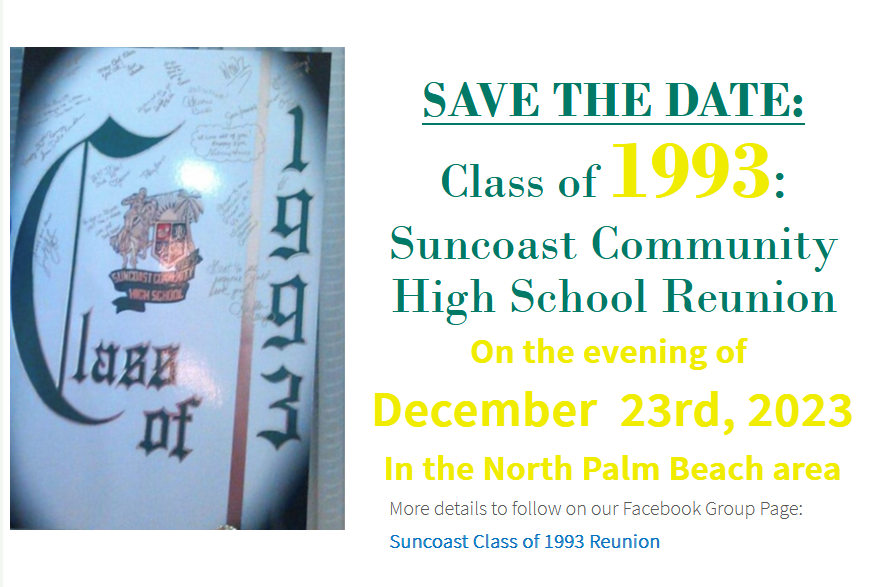 Class
of
1993
SUNCOAST COMMUNITY
HIGH SCHOOL
SAVE THE DATE:
Class of 1993:
Suncoast Community
High School Reunion
On the evening of
December 23rd, 2023
In the North Palm Beach area
More details to follow on our Facebook Group Page:
Suncoast Class of 1993 Reunion